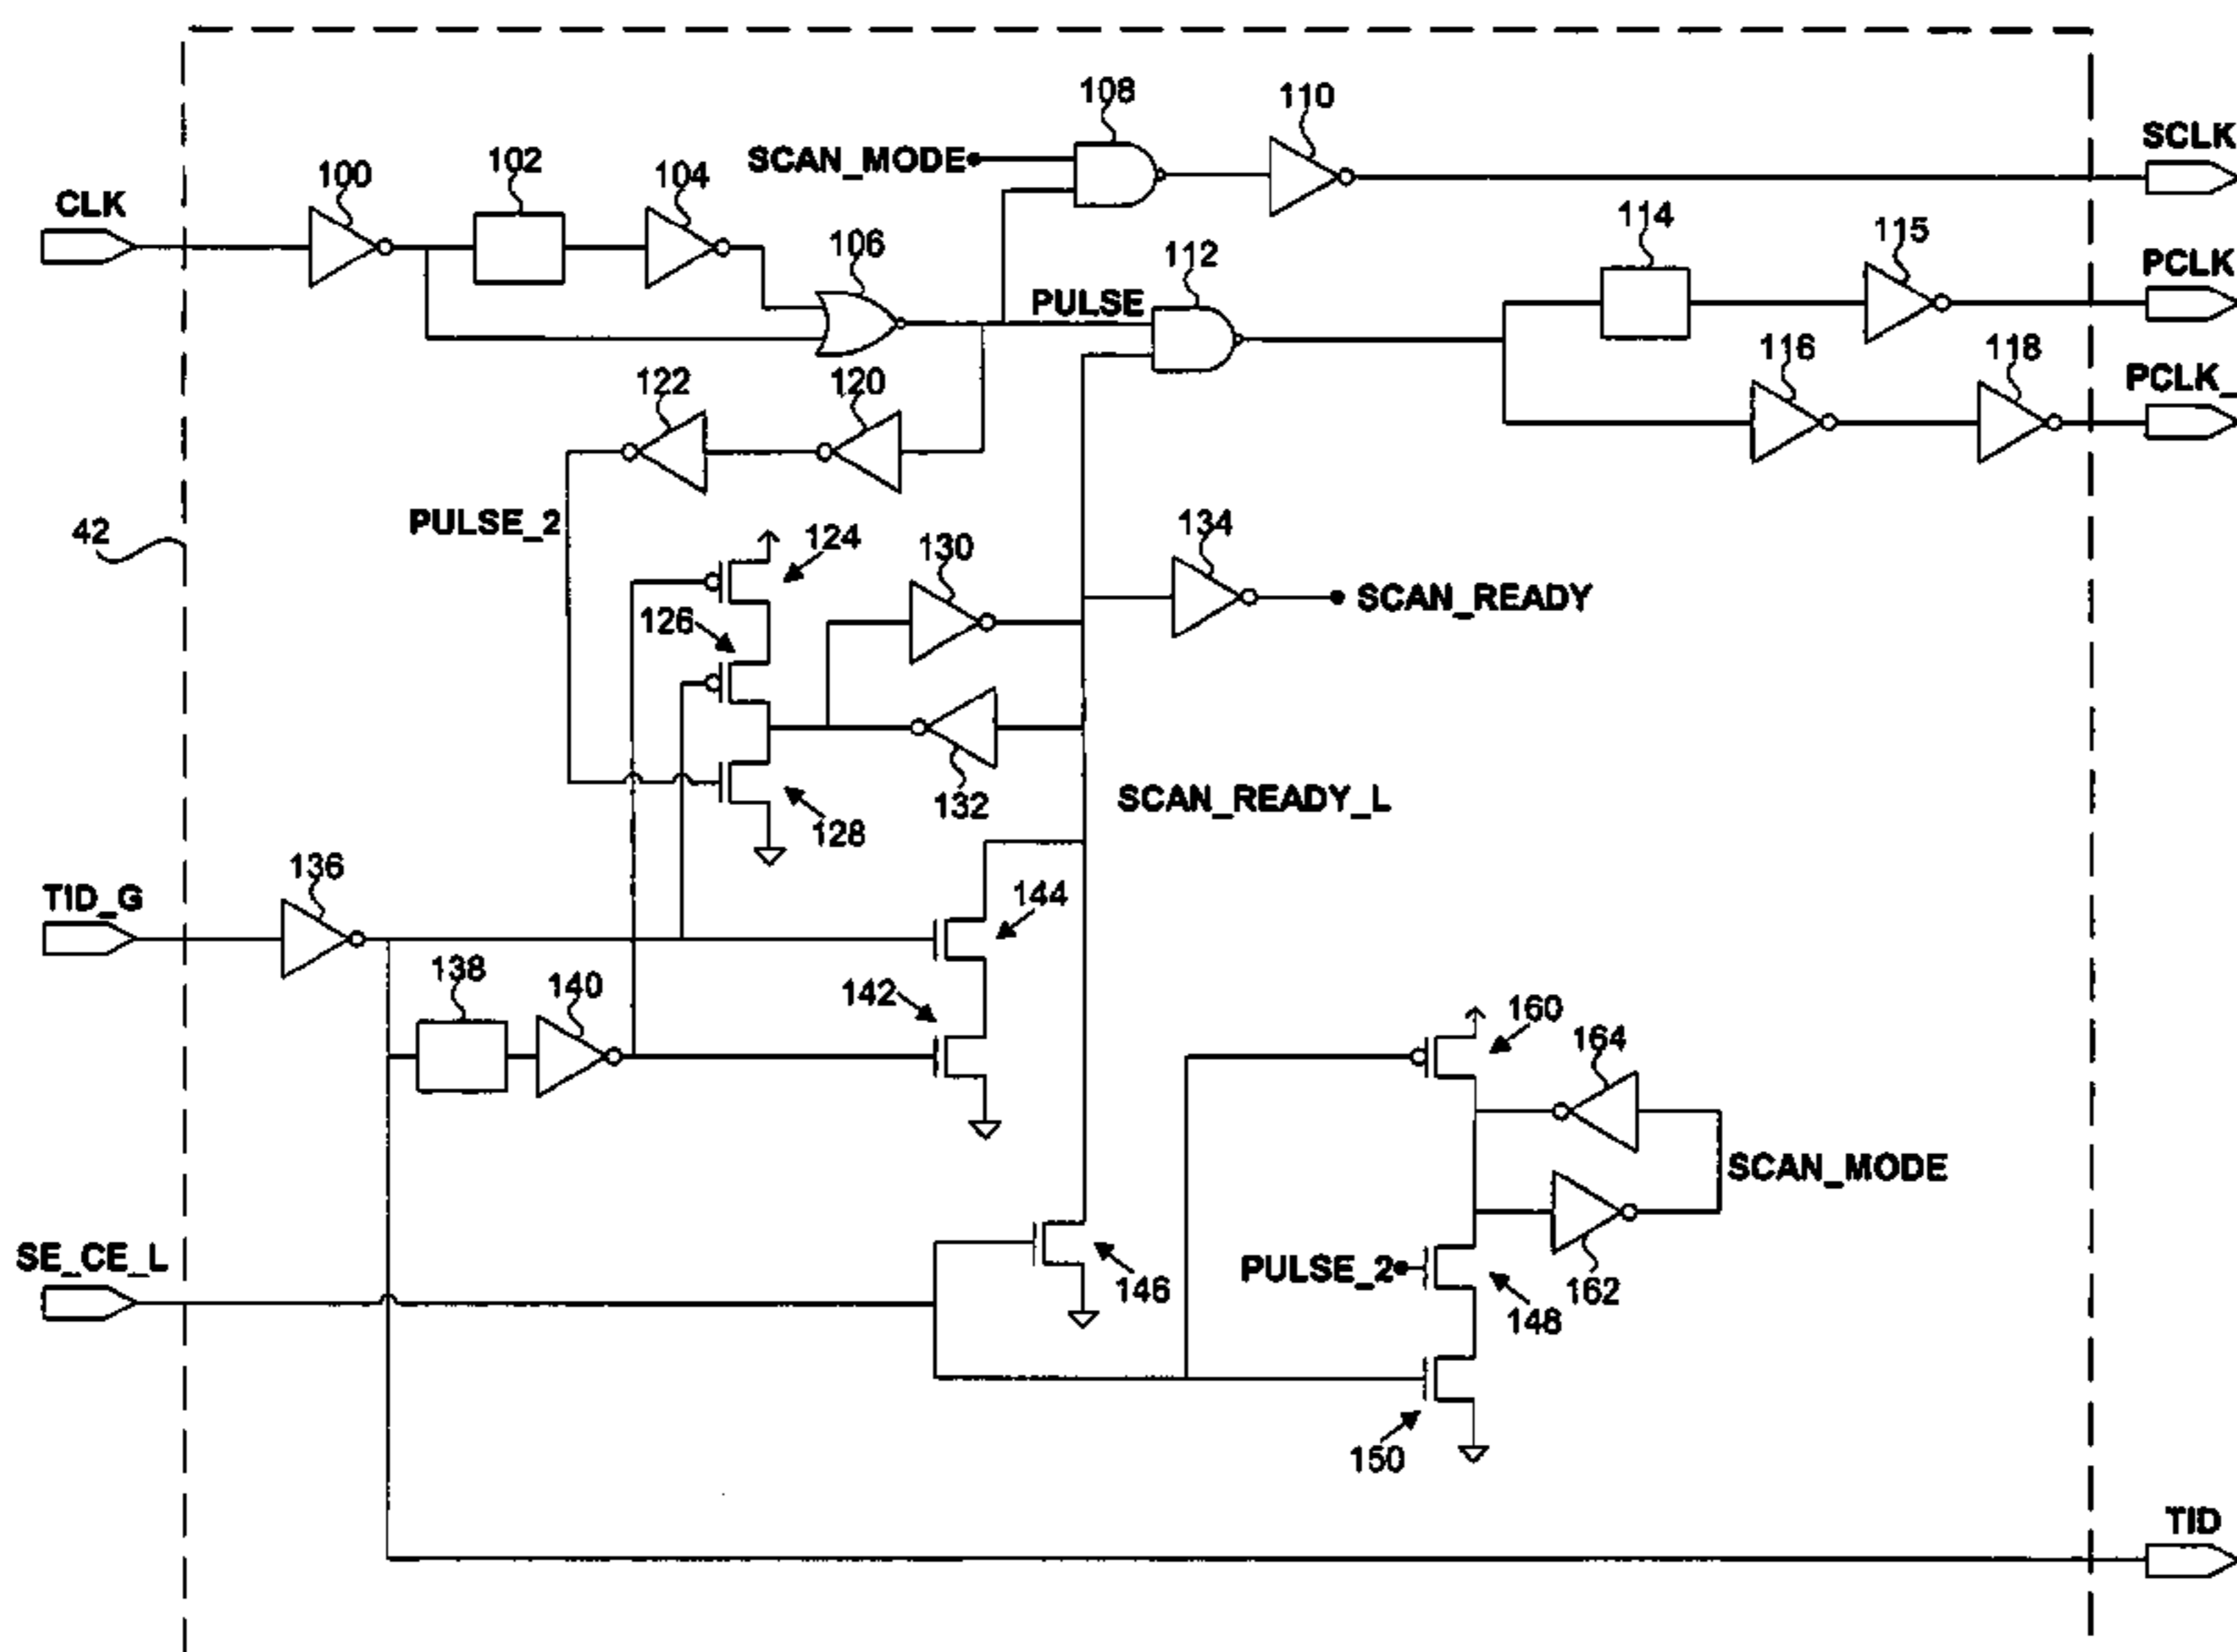 108
110
SCLK
SCAN_MODE
102
100
104
CLK
114
115
106
112
PCLK
PULSE
116
118
122
120
PCLK_
PULSE_2
42
124
130
134
126
SCAN_READY
132
SCAN_READY_L
128
136
TID_G
144
138
140
142
160
164
SCAN_MODE
SE_CE_L
PULSE_2
146
148
162
150
TID